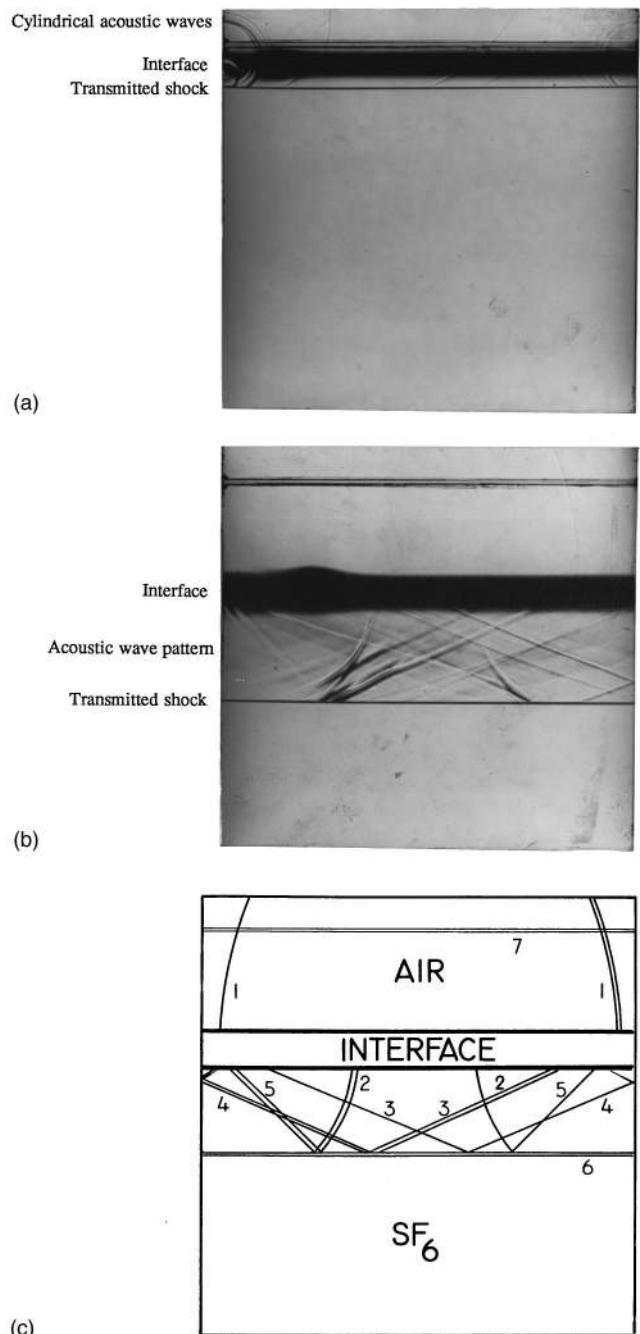 Cylindrical acoustic waves
Interface
Transmitted shock
(a)
Interface
Acoustic wave pattern
Transmitted shock
(b)
7
AIR
1
1
INTERFACE
4
5
2
3
3
2
5
4
6
SF6
(c)